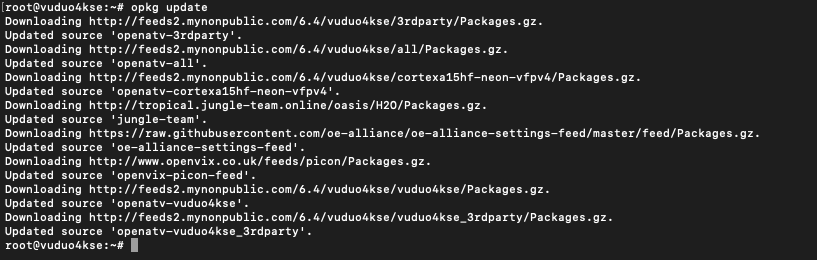 [root@vuduo4kse:~# opkg update
Downloading http://feeds2.mynonpublic.com/6.4/vuduo4kse/3rdparty/Packages.gz.
Updated source 'openatv-3rdparty'.
Downloading http://feeds2.mynonpublic.com/6.4/vuduo4kse/all/Packages.gz.
Updated source 'openatv-all'.
Downloading http://feeds2.mynonpublic.com/6.4/vuduo4kse/cortexa15hf-neon-vfpv4/Packages.gz.
Updated source 'openatv-cortexa15hf-neon-vfpv4'.
Downloading http://tropical.jungle-team.online/oasis/H2O/Packages.gz.
Updated source 'jungle-team'.
Downloading https://raw.githubusercontent.com/oe-alliance/oe-alliance-settings-feed/master/feed/Packages.gz.
Updated source 'oe-alliance-settings-feed'.
Downloading http://www.openvix.co.uk/feeds/picon/Packages.gz.
Updated source 'openvix-picon-feed'.
Downloading http://feeds2.mynonpublic.com/6.4/vuduo4kse/vuduo4kse/Packages.gz.
Updated source 'openatv-vuduo4kse'.
Downloading http://feeds2.mynonpublic.com/6.4/vuduo4kse/vuduo4kse_3rdparty/Packages.gz.
Updated source 'openatv-vuduo4kse_3rdparty'.
root@vuduo4kse:~#